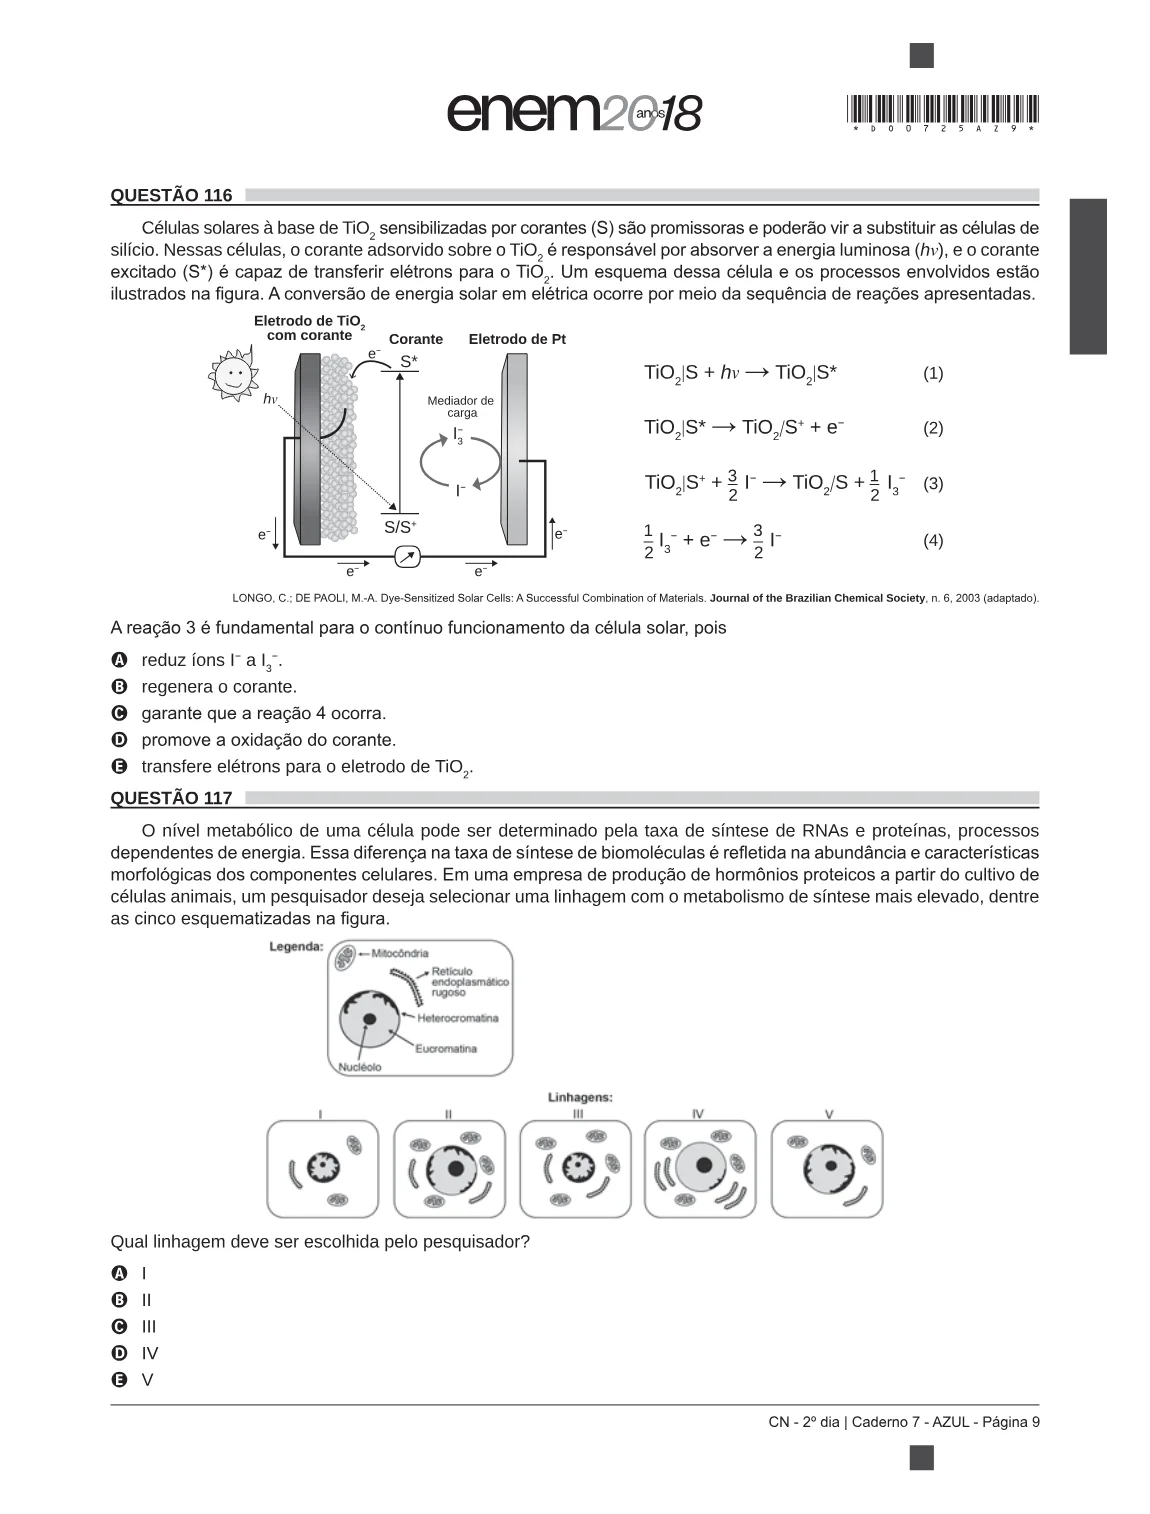 enem20anos18
*D00725AZ9*
QUESTÃO 116
Células solares à base de TiO₂ sensibilizadas por corantes (S) são promissoras e poderão vir a substituir as células de
silício. Nessas células, o corante adsorvido sobre o TiO₂ é responsável por absorver a energia luminosa (hν), e o corante
excitado (S*) é capaz de transferir elétrons para o TiO₂. Um esquema dessa célula e os processos envolvidos estão
ilustrados na figura. A conversão de energia solar em elétrica ocorre por meio da sequência de reações apresentadas.
Eletrodo de TiO₂
com corante
Corante
Eletrodo de Pt
e⁻
S*
hν
Mediador de
carga
I₃⁻
I⁻
S/S⁺
e⁻
e⁻
e⁻
e⁻
TiO₂|S + hν → TiO₂|S* (1)
TiO₂|S* → TiO₂/S⁺ + e⁻ (2)
TiO₂|S⁺ + 3/2 I⁻ → TiO₂/S + 1/2 I₃⁻ (3)
1/2 I₃⁻ + e⁻ → 3/2 I⁻ (4)
LONGO, C.; DE PAOLI, M.-A. Dye-Sensitized Solar Cells: A Successful Combination of Materials. Journal of the Brazilian Chemical Society, n. 6, 2003 (adaptado).
A reação 3 é fundamental para o contínuo funcionamento da célula solar, pois
A reduz íons I⁻ a I₃⁻.
B regenera o corante.
C garante que a reação 4 ocorra.
D promove a oxidação do corante.
E transfere elétrons para o eletrodo de TiO₂.
QUESTÃO 117
O nível metabólico de uma célula pode ser determinado pela taxa de síntese de RNAs e proteínas, processos
dependentes de energia. Essa diferença na taxa de síntese de biomoléculas é refletida na abundância e características
morfológicas dos componentes celulares. Em uma empresa de produção de hormônios proteicos a partir do cultivo de
células animais, um pesquisador deseja selecionar uma linhagem com o metabolismo de síntese mais elevado, dentre
as cinco esquematizadas na figura.
Legenda:
Mitocôndria
Retículo
endoplasmático
rugoso
Heterocromatina
Eucromatina
Nucléolo
Linhagens:
I II III IV V
Qual linhagem deve ser escolhida pelo pesquisador?
A I
B II
C III
D IV
E V
CN - 2º dia | Caderno 7 - AZUL - Página 9